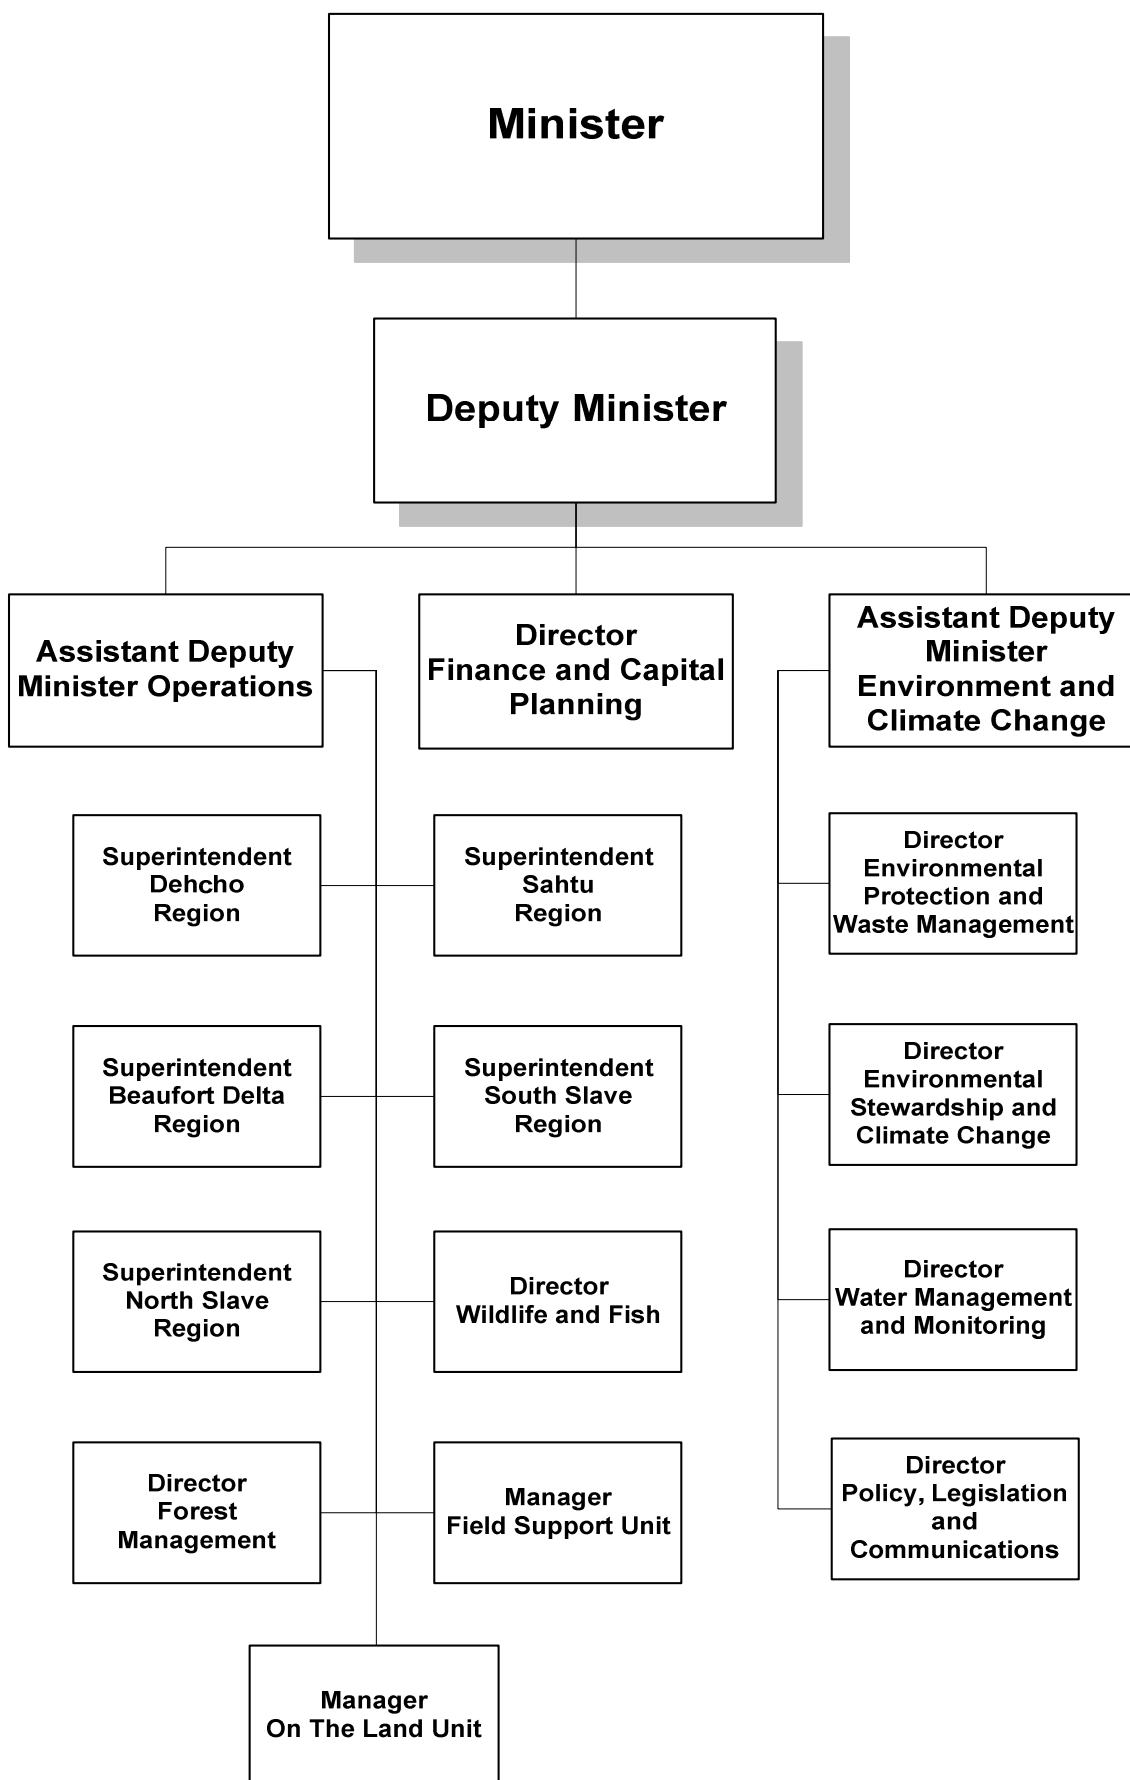 Minister
Deputy Minister
Assistant Deputy
Minister Operations
Director
Finance and Capital
Planning
Assistant Deputy
Minister
Environment and
Climate Change
Superintendent
Dehcho
Region
Superintendent
Sahtu
Region
Director
Environmental
Protection and
Waste Management
Superintendent
Beaufort Delta
Region
Superintendent
South Slave
Region
Director
Environmental
Stewardship and
Climate Change
Superintendent
North Slave
Region
Director
Wildlife and Fish
Director
Water Management
and Monitoring
Director
Forest
Management
Manager
Field Support Unit
Director
Policy, Legislation
and
Communications
Manager
On The Land Unit